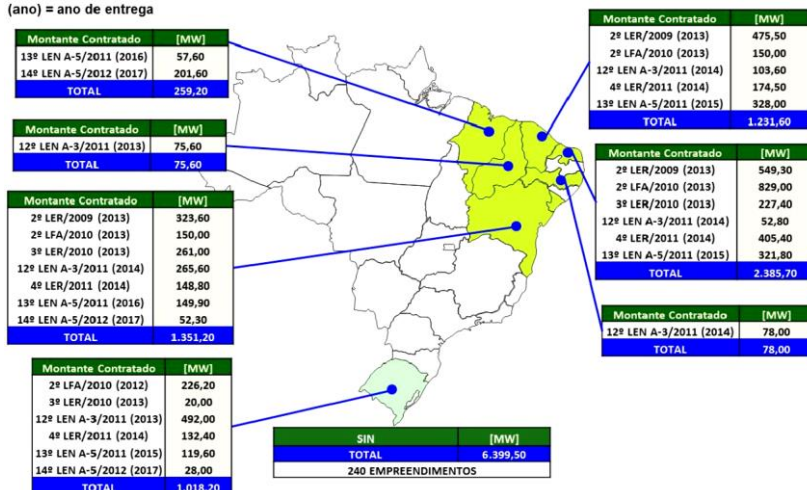 (ano) = ano de entrega
Montante Contratado [MW]
13º LEN A-5/2011 (2016) 57,60
14º LEN A-5/2012 (2017) 201,60
TOTAL 259,20
Montante Contratado [MW]
12º LEN A-3/2011 (2013) 75,60
TOTAL 75,60
Montante Contratado [MW]
2º LER/2009 (2013) 323,60
2º LFA/2010 (2013) 150,00
3º LER/2010 (2013) 261,00
12º LEN A-3/2011 (2014) 265,60
4º LER/2011 (2014) 148,80
13º LEN A-5/2011 (2016) 149,90
14º LEN A-5/2012 (2017) 52,30
TOTAL 1.351,20
Montante Contratado [MW]
2º LFA/2010 (2012) 226,20
3º LER/2010 (2013) 20,00
12º LEN A-3/2011 (2013) 492,00
4º LER/2011 (2014) 132,40
13º LEN A-5/2011 (2015) 119,60
14º LEN A-5/2012 (2017) 28,00
TOTAL 1.018,20
Montante Contratado [MW]
2º LER/2009 (2013) 475,50
2º LFA/2010 (2013) 150,00
12º LEN A-3/2011 (2014) 103,60
4º LER/2011 (2014) 174,50
13º LEN A-5/2011 (2015) 328,00
TOTAL 1.231,60
Montante Contratado [MW]
2º LER/2009 (2013) 549,30
2º LFA/2010 (2013) 829,00
3º LER/2010 (2013) 227,40
12º LEN A-3/2011 (2014) 52,80
4º LER/2011 (2014) 405,40
13º LEN A-5/2011 (2015) 321,80
TOTAL 2.385,70
Montante Contratado [MW]
12º LEN A-3/2011 (2014) 78,00
TOTAL 78,00
SIN [MW]
TOTAL 6.399,50
240 EMPREENDIMENTOS